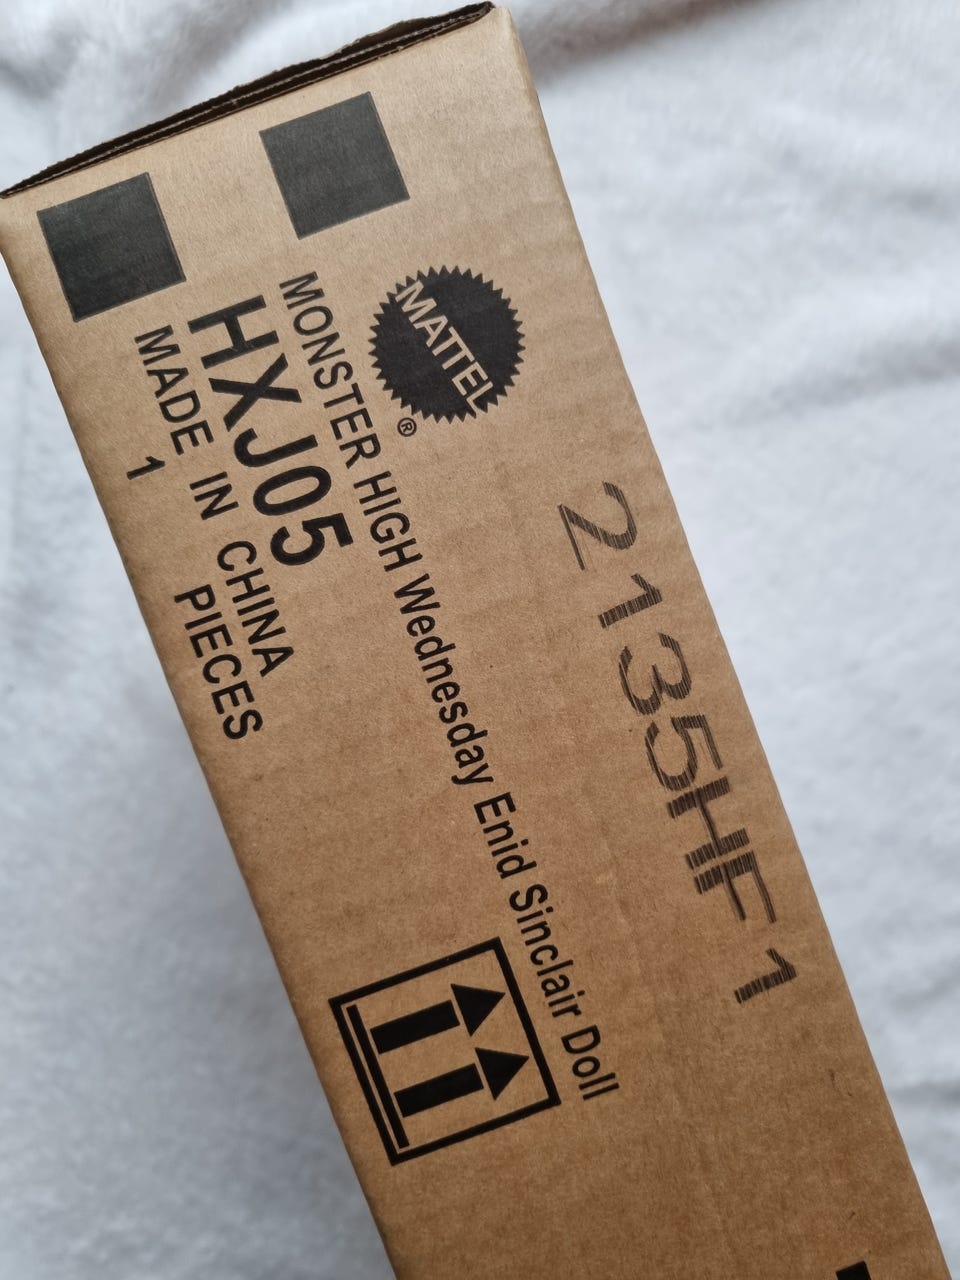 2135HF1
MATTEL
®
MONSTER HIGH Wednesday Enid Sinclair Doll
HXJ05
MADE IN CHINA
1 PIECES